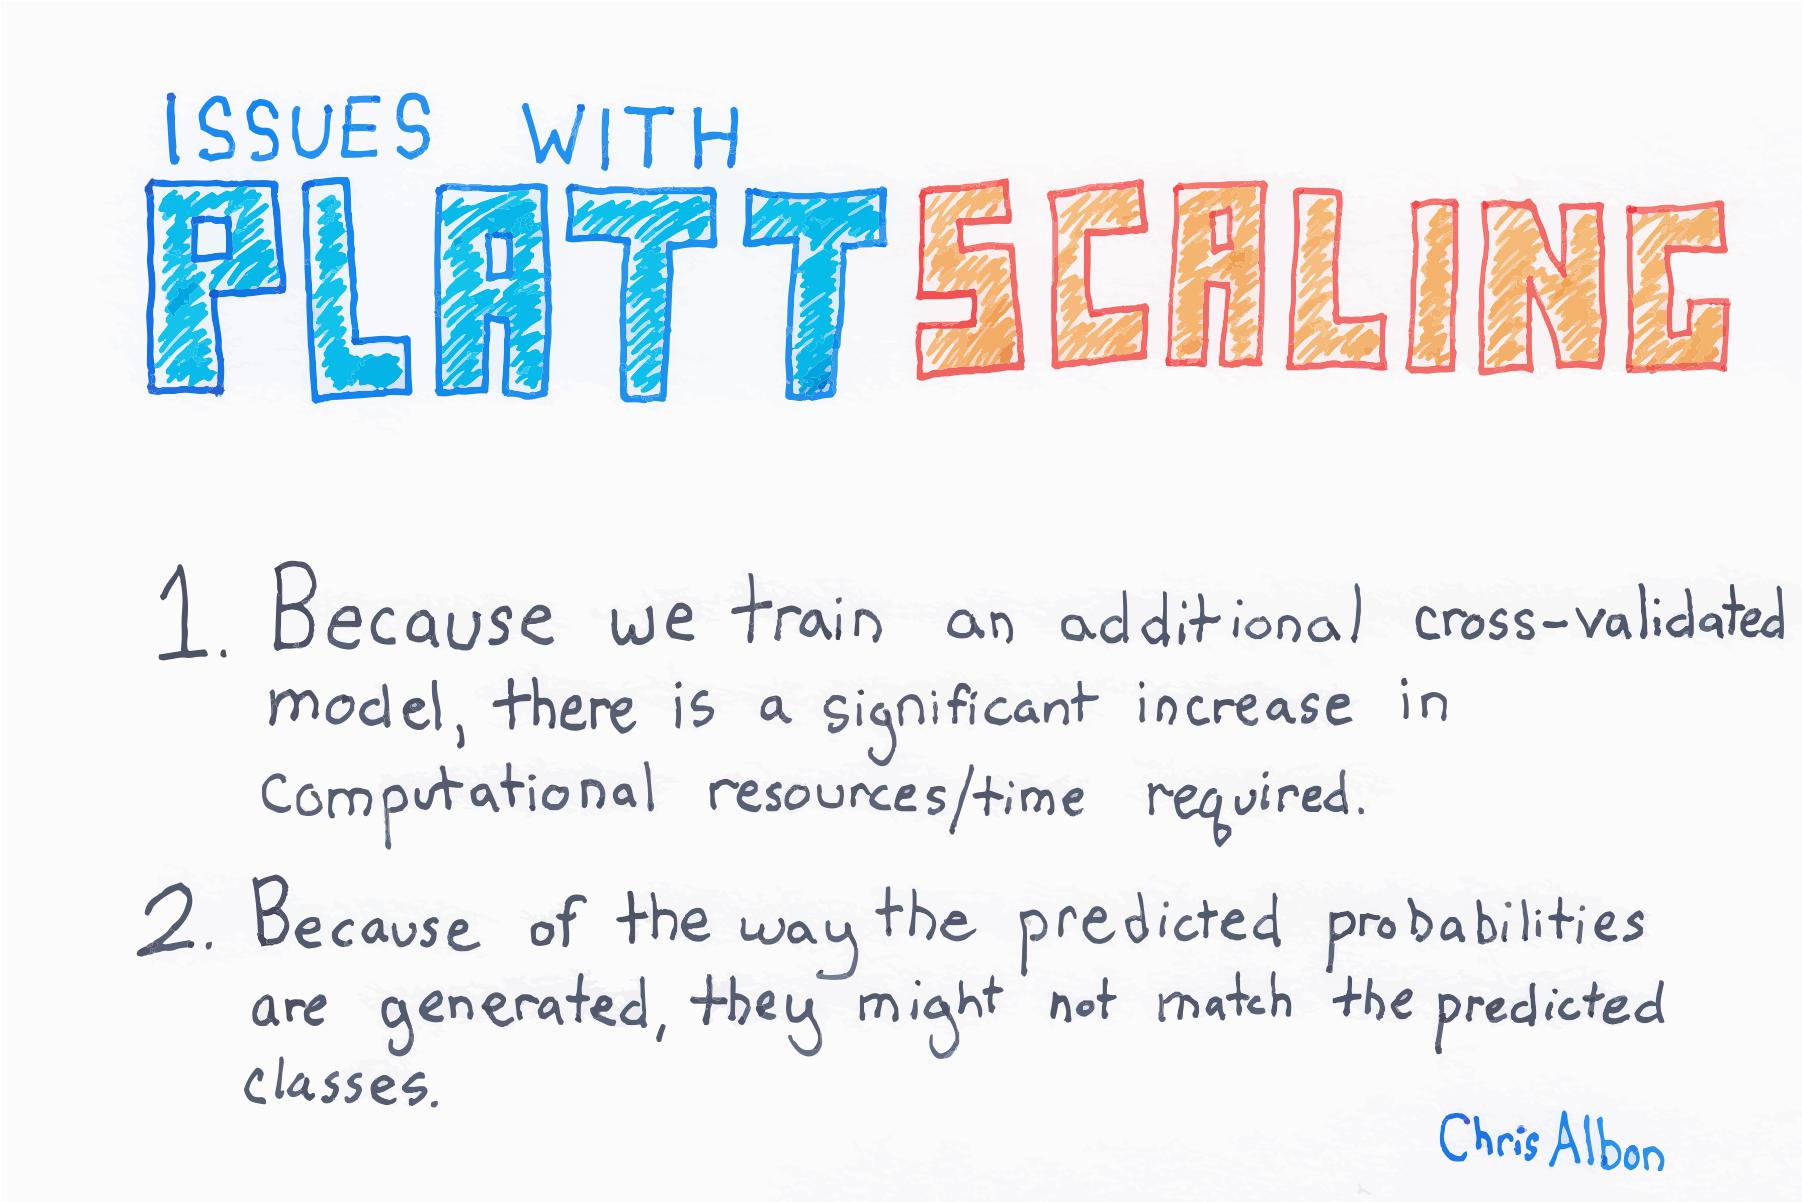 ISSUES WITH
PLATT SCALING
1. Because we train an additional cross-validated
model, there is a significant increase in
computational resources/time required.
2. Because of the way the predicted probabilities
are generated, they might not match the predicted
classes.
Chris Albon